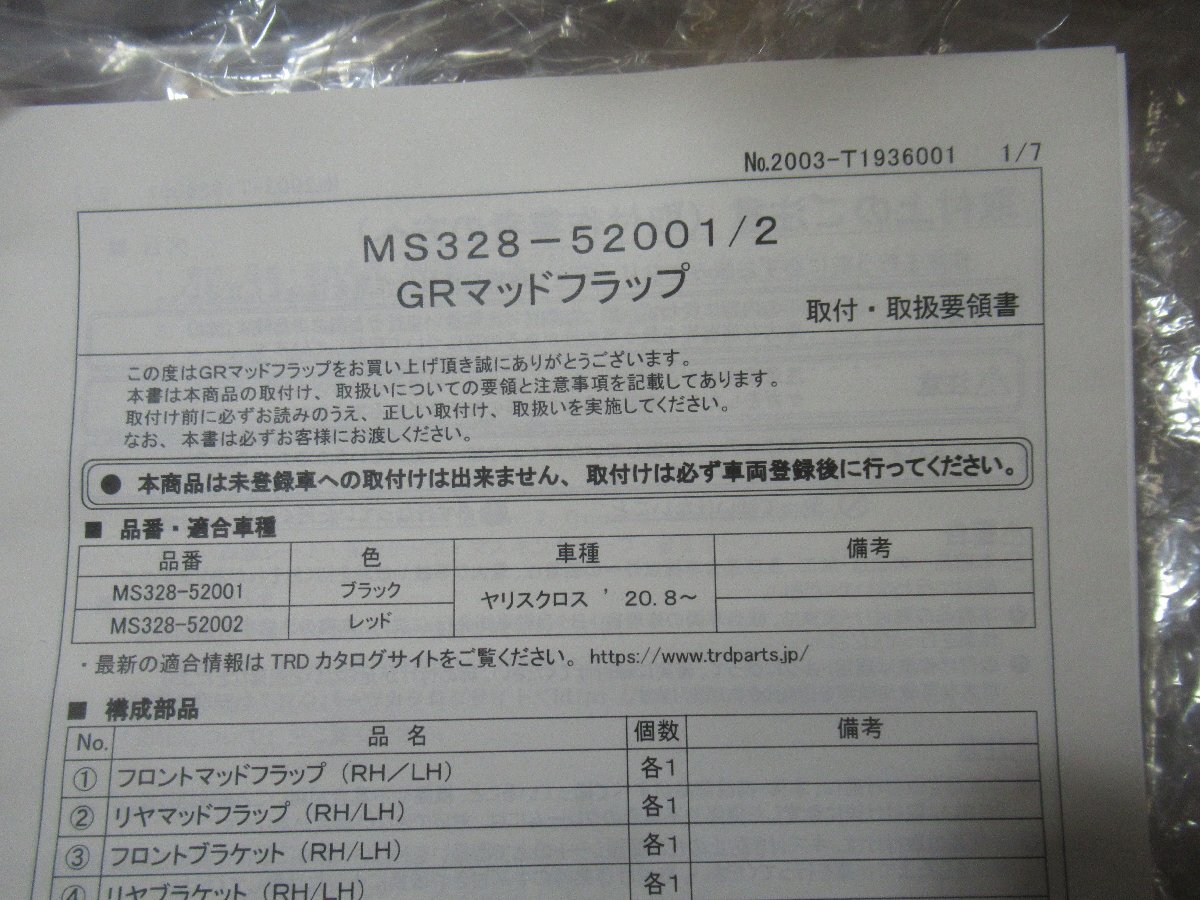 No.2003-T1936001 1/7
MS328-52001/2
GRマッドフラップ
取付・取扱要領書
この度はGRマッドフラップをお買い上げ頂き誠にありがとうございます。
本書は本商品の取付け、取扱いについての要領と注意事項を記載してあります。
取付け前に必ずお読みのうえ、正しい取付け、取扱いを実施してください。
なお、本書は必ずお客様にお渡しください。
● 本商品は未登録車への取付けは出来ません、取付けは必ず車両登録後に行ってください。
■ 品番・適合車種
品番 色 車種 備考
MS328-52001 ブラック ヤリスクロス ’20.8~
MS328-52002 レッド
・最新の適合情報は TRD カタログサイトをご覧ください。 https://www.trdparts.jp/
■ 構成部品
No. 品 名 個数 備考
① フロントマッドフラップ (RH/LH) 各1
② リヤマッドフラップ (RH/LH) 各1
③ フロントブラケット (RH/LH) 各1
④ リヤブラケット (RH/LH) 各1